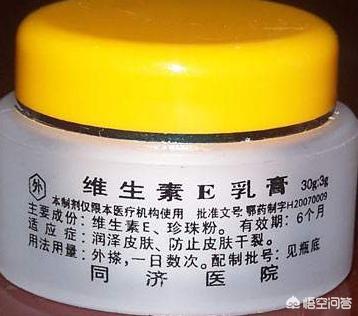 外
维生素E乳膏 30g:3g
本制剂仅限本医疗机构使用 批准文号:鄂药制字H20070009
主要成份:维生素E、珍珠粉。有效期:6个月
适应症:润泽皮肤、防止皮肤干裂。
用法用量:外搽,一日数次。配制批号:见瓶底
同济医院
悟空问答